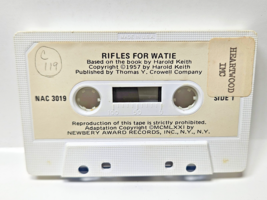 C
119
RIFLES FOR WATIE
Based on the book by Harold Keith
Copyright ©1957 by Harold Keith
Published by Thomas Y. Crowell Company
HEARTWOOD
INC
NAC 3019
SIDE 1
Reproduction of this tape is strictly prohibited.
Adaptation Copyright ©MCMLXXI by
NEWBERY AWARD RECORDS, INC., N.Y., N.Y.